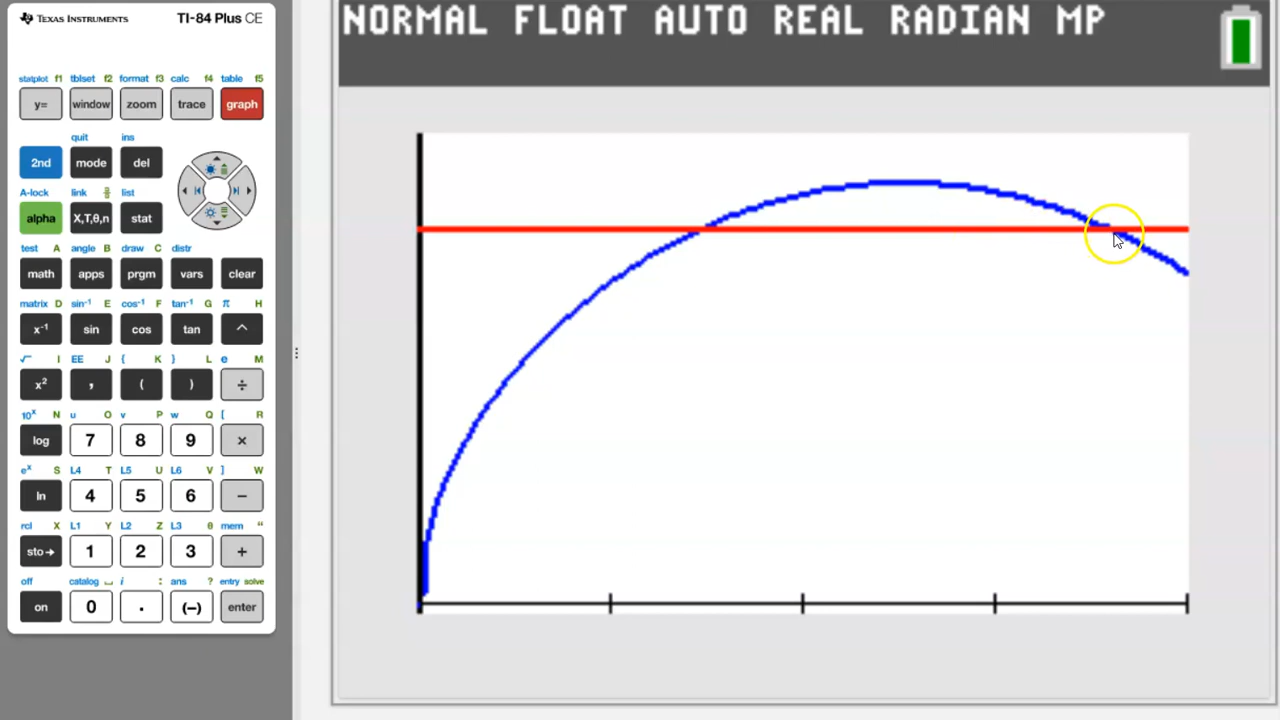 TEXAS INSTRUMENTS TI-84 Plus CE
NORMAL FLOAT AUTO REAL RADIAN MP
statplot f1 tblset f2 format f3 calc f4 table f5
y= window zoom trace graph
quit ins
2nd mode del
A-lock link list
alpha X,T,θ,n stat
test A angle B draw C distr
math apps prgm vars clear
matrix D sin⁻¹ E cos⁻¹ F tan⁻¹ G π H
x⁻¹ sin cos tan ^
√ I EE J { K } L e M
x² , ( ) ÷
10ˣ N u O v P w Q [ R
log 7 8 9 ×
eˣ S L4 T L5 U L6 V ] W
ln 4 5 6 −
rcl X L1 Y L2 Z L3 θ mem “
sto→ 1 2 3 +
off catalog ⎵ i : ans ? entry solve
on 0 . (−) enter